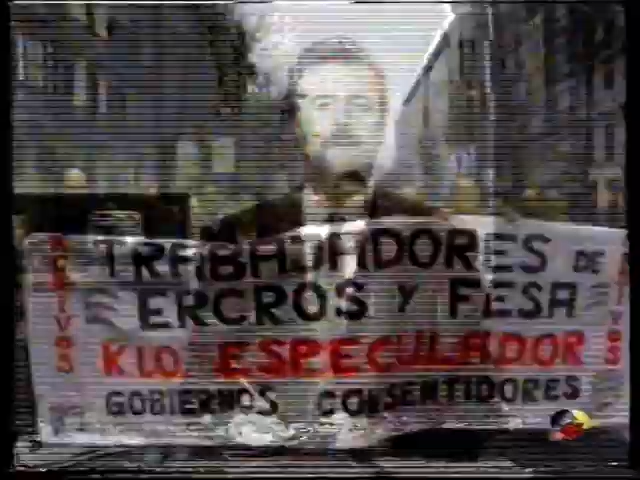 TRABAJADORES DE
ERCROS Y FESA
KIO. ESPECULADOR
GOBIERNOS CONSENTIDORES